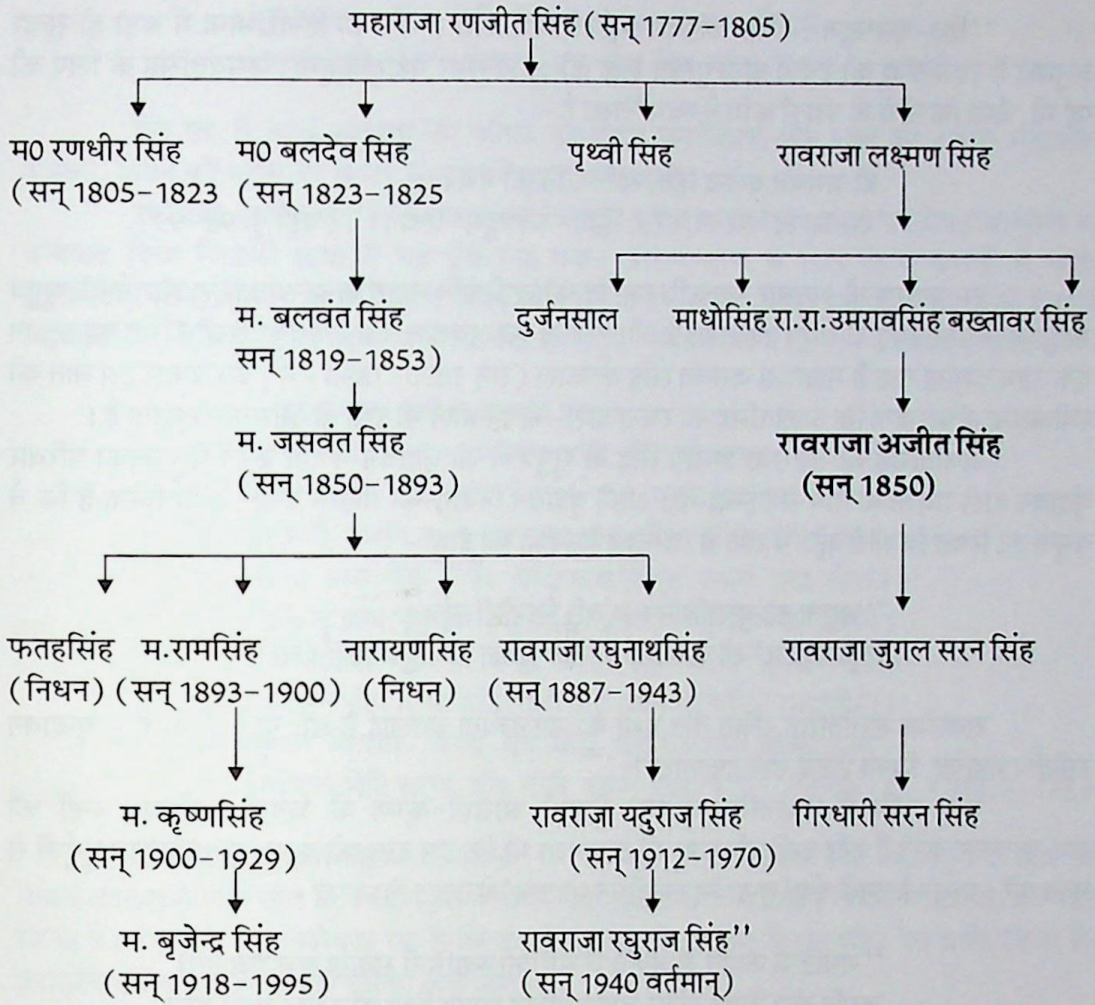 महाराजा रणजीत सिंह (सन् 1777-1805)
म0 रणधीर सिंह म0 बलदेव सिंह पृथ्वी सिंह रावराजा लक्ष्मण सिंह
(सन् 1805-1823 (सन् 1823-1825
म. बलवंत सिंह दुर्जनसाल माधोसिंह रा.रा.उमरावसिंह बख्तावर सिंह
सन् 1819-1853)
म. जसवंत सिंह रावराजा अजीत सिंह
(सन् 1850-1893) (सन् 1850)
फतहसिंह म.रामसिंह नारायणसिंह रावराजा रघुनाथसिंह रावराजा जुगल सरन सिंह
(निधन) (सन् 1893-1900) (निधन) (सन् 1887-1943)
म. कृष्णसिंह रावराजा यदुराज सिंह गिरधारी सरन सिंह
(सन् 1900-1929) (सन् 1912-1970)
म. बृजेन्द्र सिंह रावराजा रघुराज सिंह”
(सन् 1918-1995) (सन् 1940 वर्तमान्)